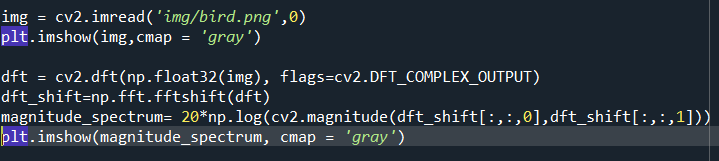 img = cv2.imread('img/bird.png',0)
plt.imshow(img,cmap = 'gray')
dft = cv2.dft(np.float32(img), flags=cv2.DFT_COMPLEX_OUTPUT)
dft_shift=np.fft.fftshift(dft)
magnitude_spectrum= 20*np.log(cv2.magnitude(dft_shift[:,:,0],dft_shift[:,:,1]))
plt.imshow(magnitude_spectrum, cmap = 'gray')